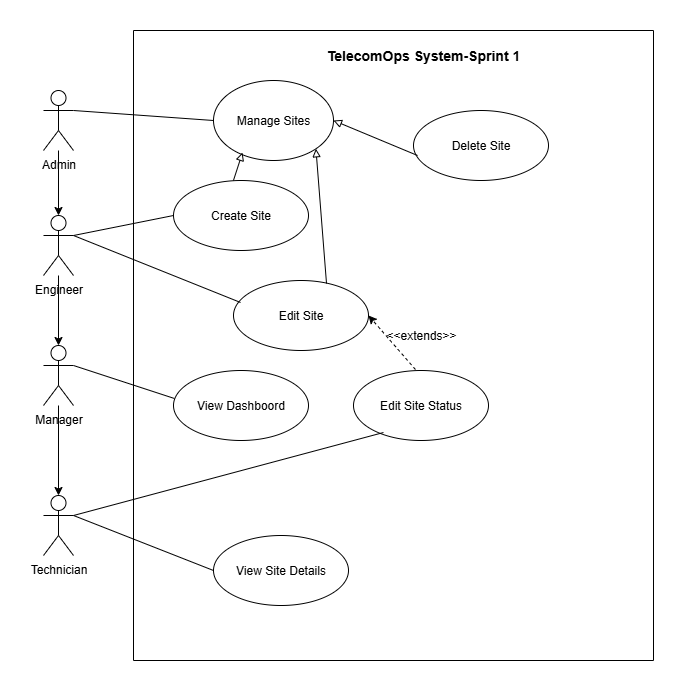 TelecomOps System-Sprint 1
Manage Sites
Delete Site
Admin
Create Site
Engineer
Edit Site
<<extends>>
Manager
View Dashboord
Edit Site Status
Technician
View Site Details